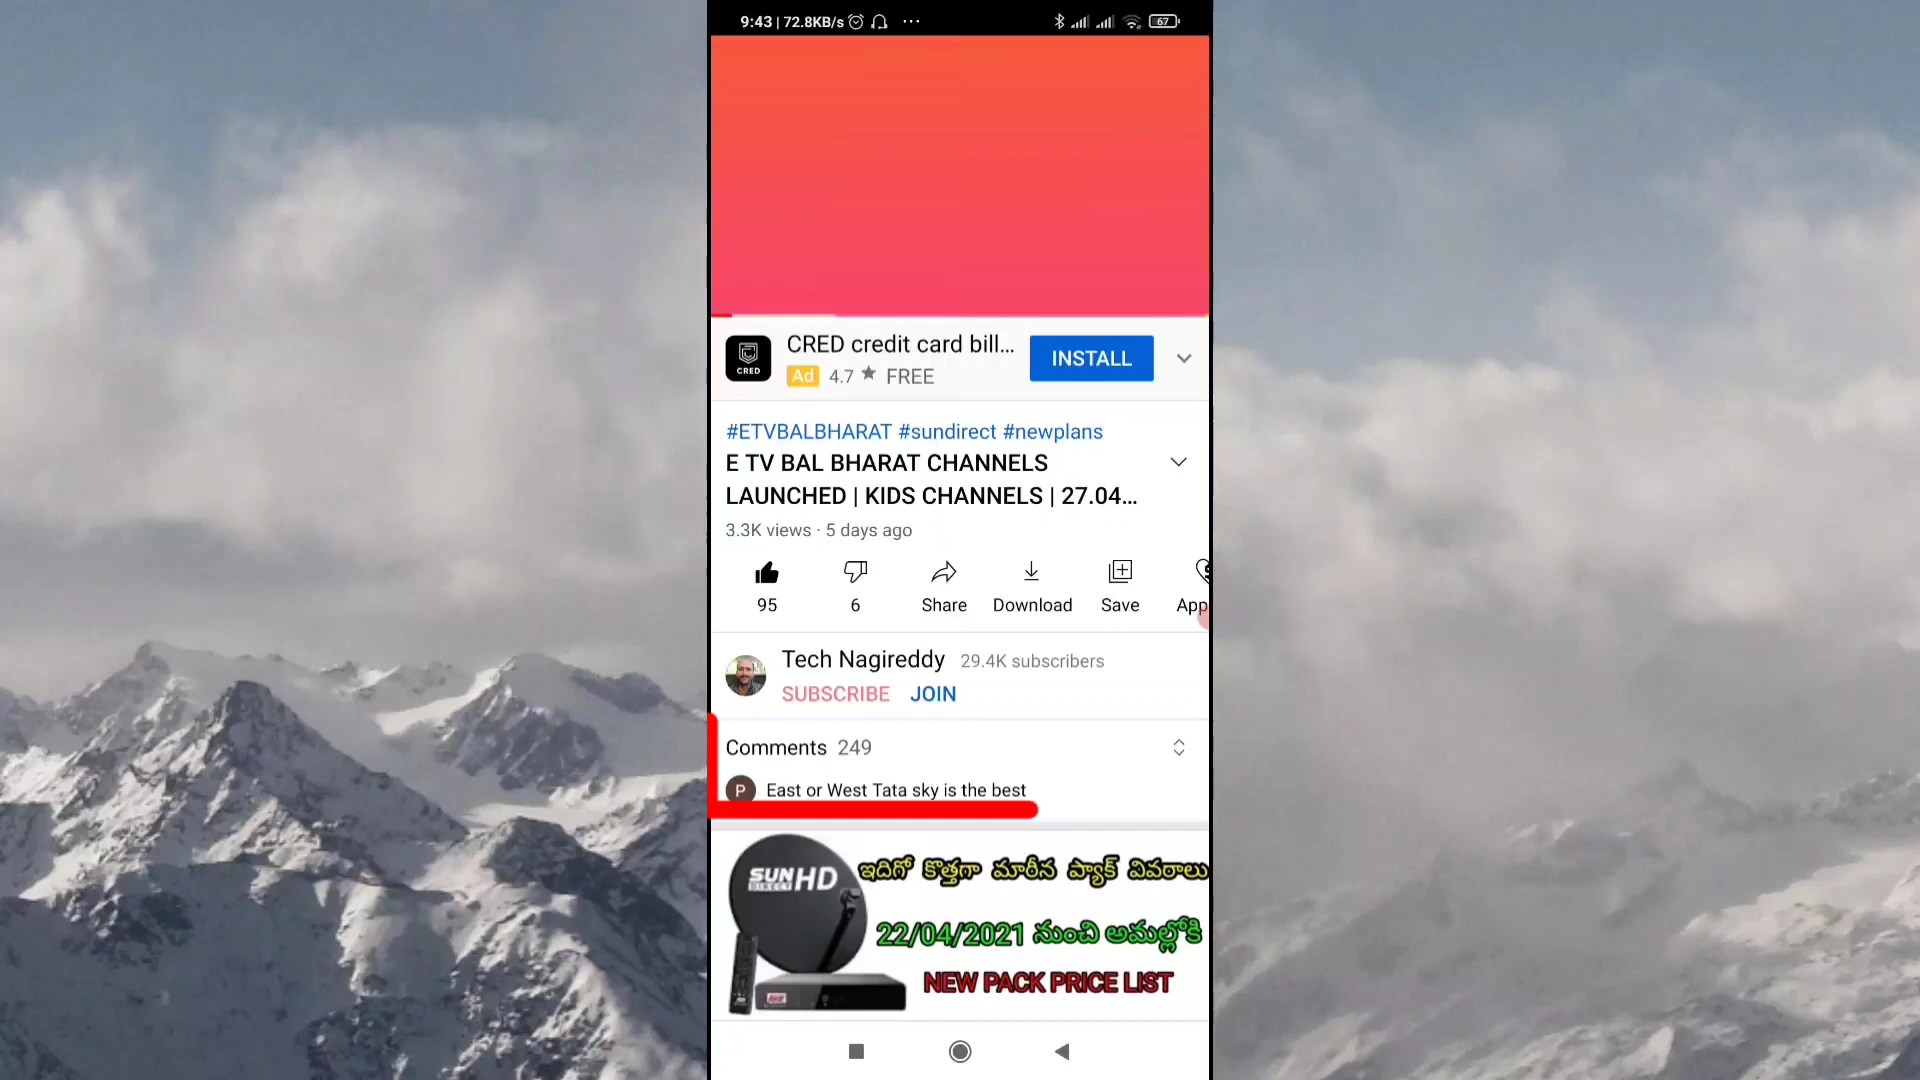 9:43 | 72.8KB/s
67
CRED
CRED credit card bill...
Ad 4.7 ★ FREE
INSTALL
#ETVBALBHARAT #sundirect #newplans
E TV BAL BHARAT CHANNELS
LAUNCHED | KIDS CHANNELS | 27.04...
3.3K views · 5 days ago
95 6 Share Download Save App
Tech Nagireddy 29.4K subscribers
SUBSCRIBE JOIN
Comments 249
P East or West Tata sky is the best
SUN HD
DIRECT
ఇదిగో కొత్తగా మారిన ప్యాక్ వివరాలు
22/04/2021 నుంచి అమల్లోకి
NEW PACK PRICE LIST